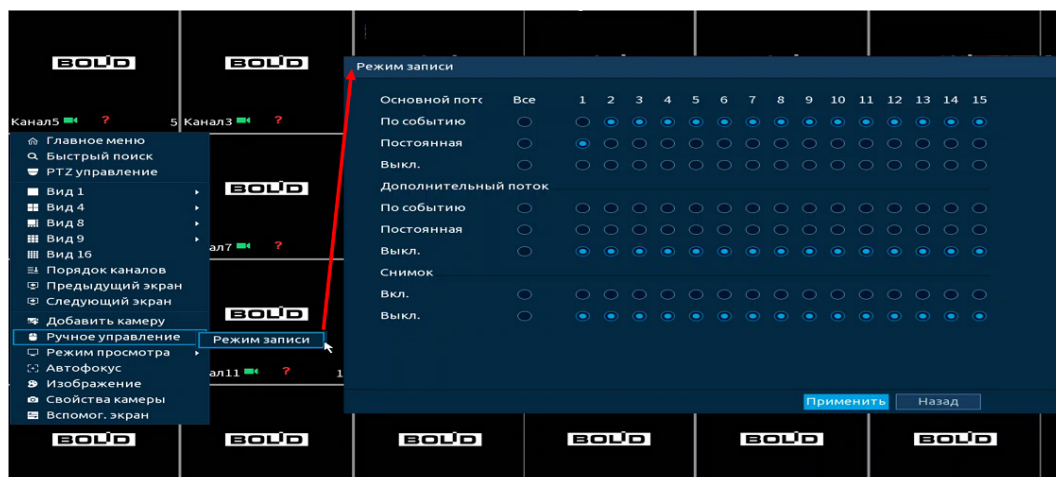 BOLID
BOLID
Канал5 ?
5 Канал3 ?
Главное меню
Быстрый поиск
PTZ управление
Вид 1
Вид 4
Вид 8
Вид 9
Вид 16
Порядок каналов
Предыдущий экран
Следующий экран
Добавить камеру
Ручное управление
Режим просмотра
Автофокус
Изображение
Свойства камеры
Вспомог. экран
Режим записи
BOLID
ал7 ?
BOLID
ал11 ? 1
Режим записи
Основной пото Все 1 2 3 4 5 6 7 8 9 10 11 12 13 14 15
По событию
Постоянная
Выкл.
Дополнительный поток
По событию
Постоянная
Выкл.
Снимок
Вкл.
Выкл.
Применить Назад
BOLID BOLID BOLID BOLID BOLID BOLID